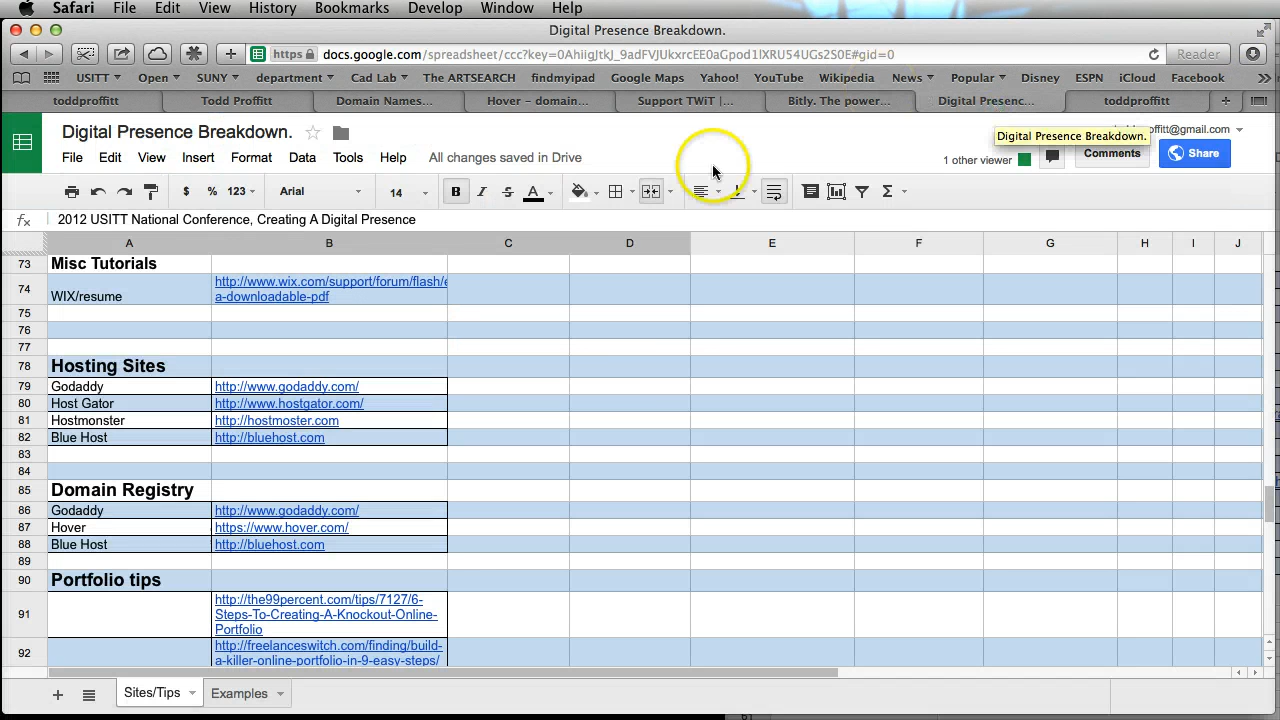 Safari File Edit View History Bookmarks Develop Window Help
Digital Presence Breakdown.
https docs.google.com/spreadsheet/ccc?key=0AhiigJtkJ_9adFVJUkxrcEE0aGpod1lXRU54UGs2S0E#gid=0 Reader
USITT Open SUNY department Cad Lab The ARTSEARCH findmyipad Google Maps Yahoo! YouTube Wikipedia News Popular Disney ESPN iCloud Facebook
toddproffitt Todd Proffitt Domain Names... Hover – domain... Support TWiT |... Bitly. The power... Digital Presenc... toddproffitt
Digital Presence Breakdown.
Digital Presence Breakdown. offitt@gmail.com
File Edit View Insert Format Data Tools Help All changes saved in Drive
1 other viewer Comments Share
$ % 123 Arial 14 B I S A Σ
fx 2012 USITT National Conference, Creating A Digital Presence
A B C D E F G H I J
73 Misc Tutorials
74 WIX/resume http://www.wix.com/support/forum/flash/
a-downloadable-pdf
75
76
77
78 Hosting Sites
79 Godaddy http://www.godaddy.com/
80 Host Gator http://www.hostgator.com/
81 Hostmonster http://hostmoster.com
82 Blue Host http://bluehost.com
83
84
85 Domain Registry
86 Godaddy http://www.godaddy.com/
87 Hover https://www.hover.com/
88 Blue Host http://bluehost.com
89
90 Portfolio tips
91 http://the99percent.com/tips/7127/6-
Steps-To-Creating-A-Knockout-Online-
Portfolio
92 http://freelanceswitch.com/finding/build-
a-killer-online-portfolio-in-9-easy-steps/
Sites/Tips Examples